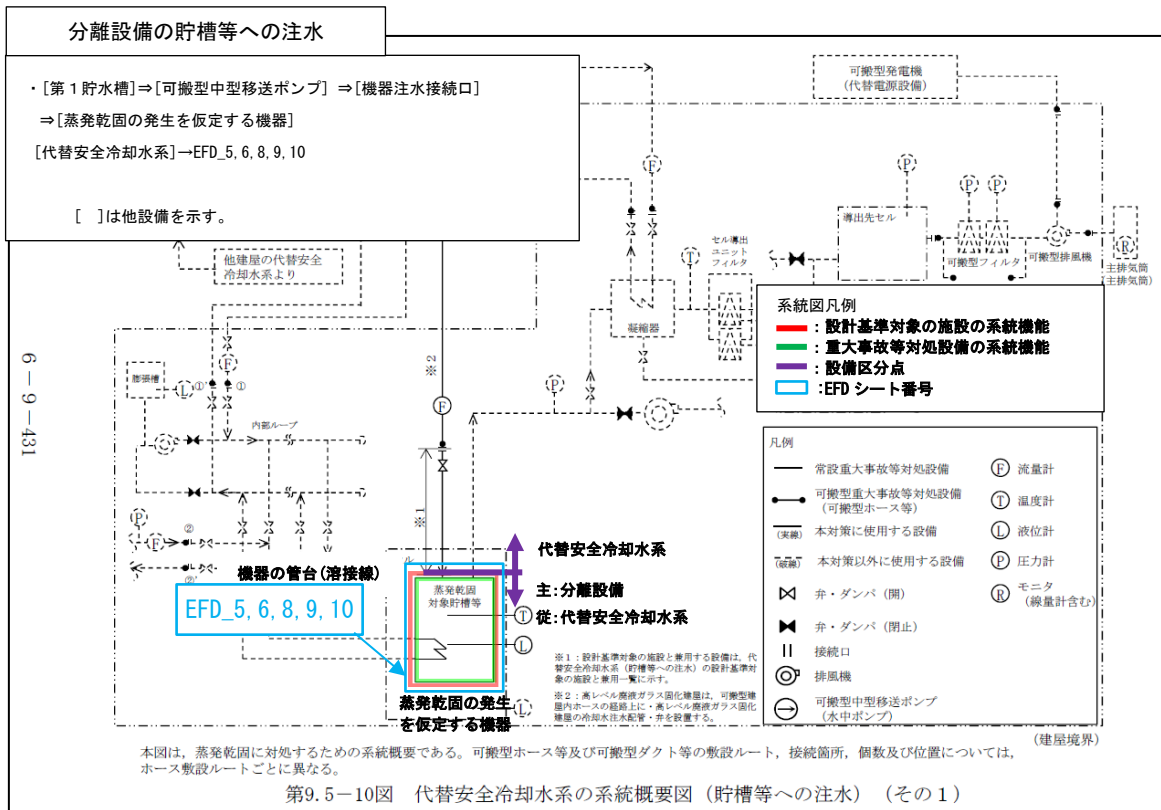 分離設備の貯槽等への注水
・[第1貯水槽]⇒[可搬型中型移送ポンプ] ⇒[機器注水接続口]
⇒[蒸発乾固の発生を仮定する機器]
[代替安全冷却水系]→EFD_5,6,8,9,10
[ ]は他設備を示す。
可搬型発電機
(代替電源設備)
F
P
P
P
導出先セル
可搬型フィルタ
可搬型排風機
R
主排気筒
(主排気筒)
他建屋の代替安全
冷却水系より
T
セル導出
ユニット
フィルタ
凝縮器
系統図凡例
:設計基準対象の施設の系統機能
:重大事故等対処設備の系統機能
:設備区分点
:EFDシート番号
6-9-431
※2
F
膨張槽
L
①'
①
F
P
内部ループ
凡例
常設重大事故等対処設備
可搬型重大事故等対処設備
(可搬型ホース等)
(実線)
本対策に使用する設備
(破線)
本対策以外に使用する設備
弁・ダンパ(開)
弁・ダンパ(閉止)
接続口
排風機
可搬型中型移送ポンプ
(水中ポンプ)
F 流量計
T 温度計
L 液位計
P 圧力計
R モニタ
(線量計含む)
P
F
②
②'
※1
ル
代替安全冷却水系
機器の管台(溶接線)
主:分離設備
従:代替安全冷却水系
EFD_5,6,8,9,10
蒸発乾固
対象貯槽等
T
L
L
蒸発乾固の発生
を仮定する機器
※1:設計基準対象の施設と兼用する設備は、代
替安全冷却水系(貯槽等への注水)の設計基準対
象の施設と兼用一覧に示す。
※2:高レベル廃液ガラス固化建屋は、可搬型建
屋内ホースの経路上に・高レベル廃液ガラス固化
建屋の冷却水注水配管・弁を設置する。
(建屋境界)
本図は,蒸発乾固に対処するための系統概要である。可搬型ホース等及び可搬型ダクト等の敷設ルート,接続箇所,個数及び位置については,
ホース敷設ルートごとに異なる。
第9.5-10図 代替安全冷却水系の系統概要図(貯槽等への注水)(その1)